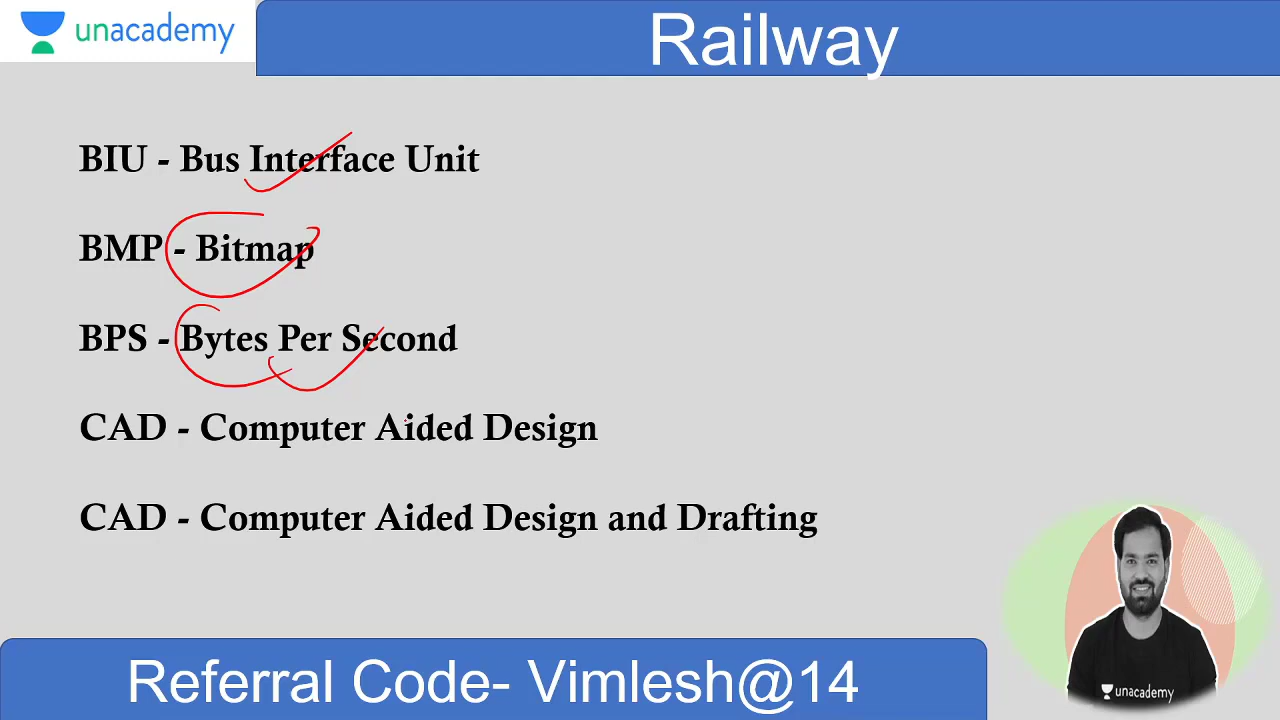 unacademy
Railway
BIU - Bus Interface Unit
BMP - Bitmap
BPS - Bytes Per Second
CAD - Computer Aided Design
CAD - Computer Aided Design and Drafting
unacademy
Referral Code- Vimlesh@14